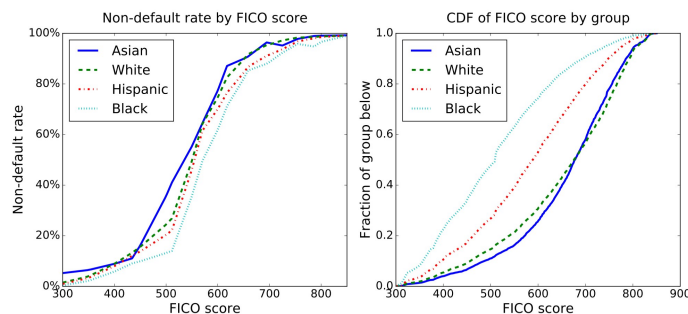 Non-default rate by FICO score
100%
80%
60%
40%
20%
0%
Non-default rate
Asian
White
Hispanic
Black
300 400 500 600 700 800
FICO score
CDF of FICO score by group
1.0
0.8
0.6
0.4
0.2
0.0
Fraction of group below
Asian
White
Hispanic
Black
300 400 500 600 700 800 900
FICO score